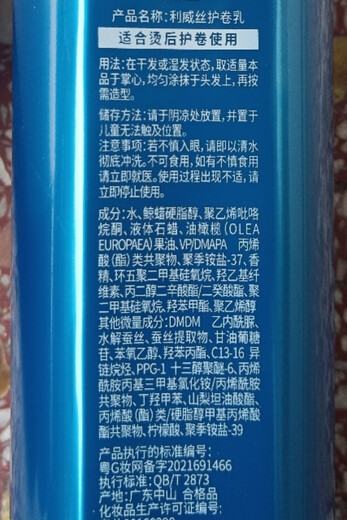 产品名称：利威丝护卷乳
适合烫后护卷使用
用法：在干发或湿发状态，取适量本
品于掌心，均匀涂抹于头发上，再按
需造型。
储存方法：请于阴凉处放置，并置于
儿童无法触及位置。
注意事项：若不慎入眼，请即以清水
彻底冲洗。不可食用，如有不慎食用
请立即就医。使用过程出现不适，请
立即停止使用。
成分：水、鲸蜡硬脂醇、聚乙烯吡咯
烷酮、液体石蜡、油橄榄（OLEA
EUROPAEA）果油、VP/DMAPA 丙烯
酸（酯）类共聚物、聚季铵盐-37、香
精、环五聚二甲基硅氧烷、羟乙基纤
维素、丙二醇二辛酸酯/二癸酸酯、聚
二甲基硅氧烷、羟苯甲酯、聚乙烯醇
其他微量成分：DMDM 乙内酰脲、
水解蚕丝、蚕丝提取物、甘油葡糖
苷、苯氧乙醇、羟苯丙酯、C13-16 异
链烷烃、PPG-1 十三醇聚醚-6、丙烯
酰胺丙基三甲基氯化铵/丙烯酰胺
共聚物、丁羟甲苯、山梨坦油酸酯、
丙烯酸（酯）类/硬脂醇甲基丙烯酸
酯共聚物、柠檬酸、聚季铵盐-39
产品执行的标准编号：
粤G妆网备字2021691466
执行标准：QB/T 2873
产地：广东中山 合格品
化妆品生产许可证编号：